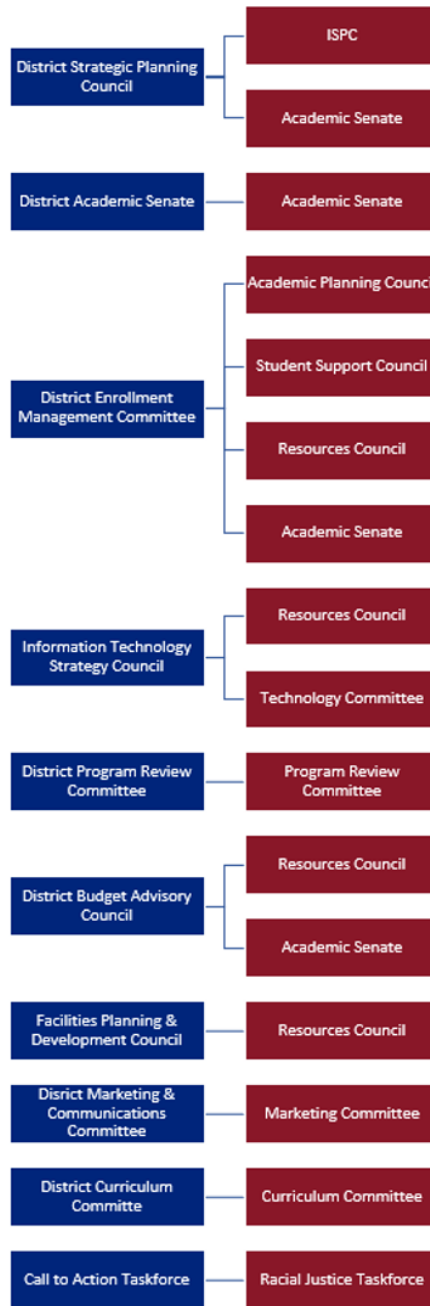 ISPC
District Strategic Planning
Council
Academic Senate
District Academic Senate
Academic Senate
Academic Planning Counci
Student Support Council
District Enrollment
Management Committee
Resources Council
Academic Senate
Resources Council
Information Technology
Strategy Council
Technology Committee
District Program Review
Committee
Program Review
Committee
Resources Council
District Budget Advisory
Council
Academic Senate
Facilities Planning &
Development Council
Resources Council
Disrict Marketing &
Communications
Committee
Marketing Committee
District Curriculum
Committe
Curriculum Committee
Call to Action Taskforce
Racial Justice Taskforce